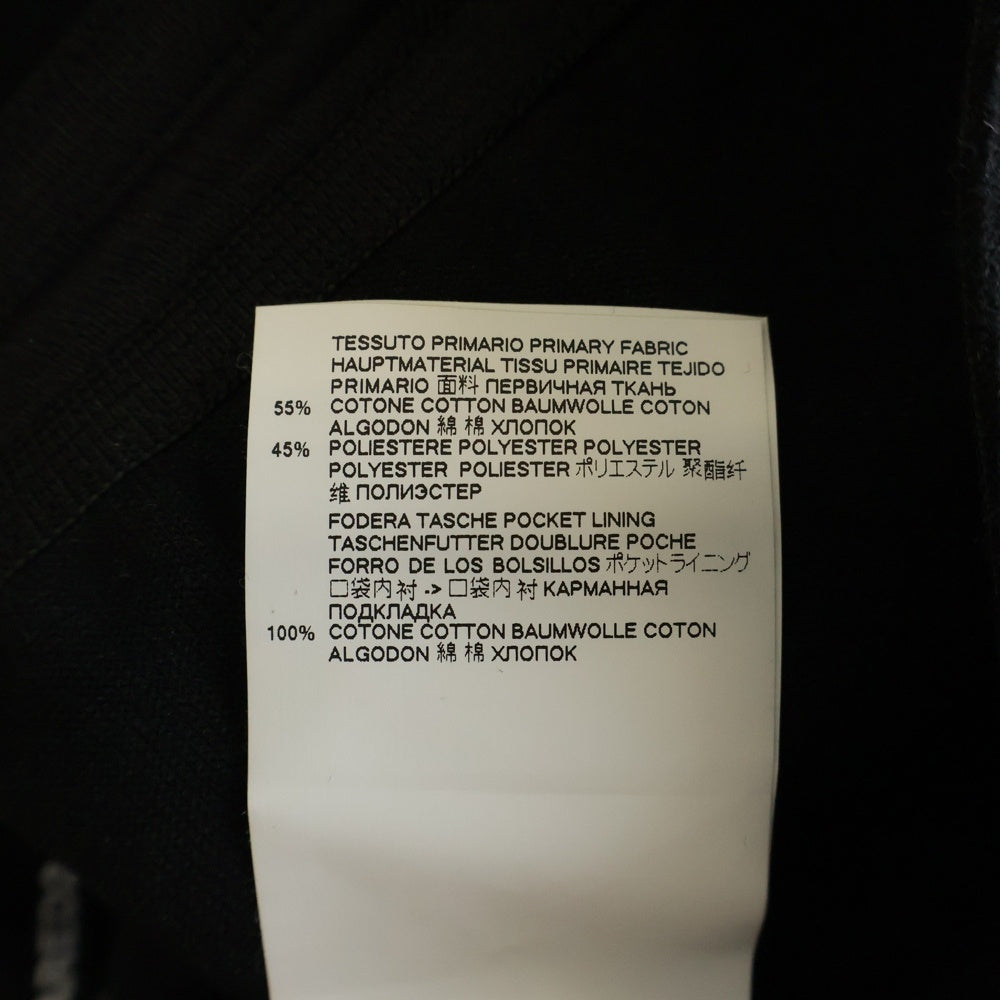 TESSUTO PRIMARIO PRIMARY FABRIC
HAUPTMATERIAL TISSU PRIMAIRE TEJIDO
PRIMARIO 面料 ПЕРВИЧНАЯ ТКАНЬ
55% COTONE COTTON BAUMWOLLE COTON
ALGODON 綿 棉 ХЛОПОК
45% POLIESTERE POLYESTER POLYESTER
POLYESTER POLIESTER ポリエステル 聚酯纤
维 ПОЛИЭСТЕР
FODERA TASCHE POCKET LINING
TASCHENFUTTER DOUBLURE POCHE
FORRO DE LOS BOLSILLOS ポケットライニング
口袋内衬 -> 口袋内衬 КАРМАННАЯ
ПОДКЛАДКА
100% COTONE COTTON BAUMWOLLE COTON
ALGODON 綿 棉 ХЛОПОК